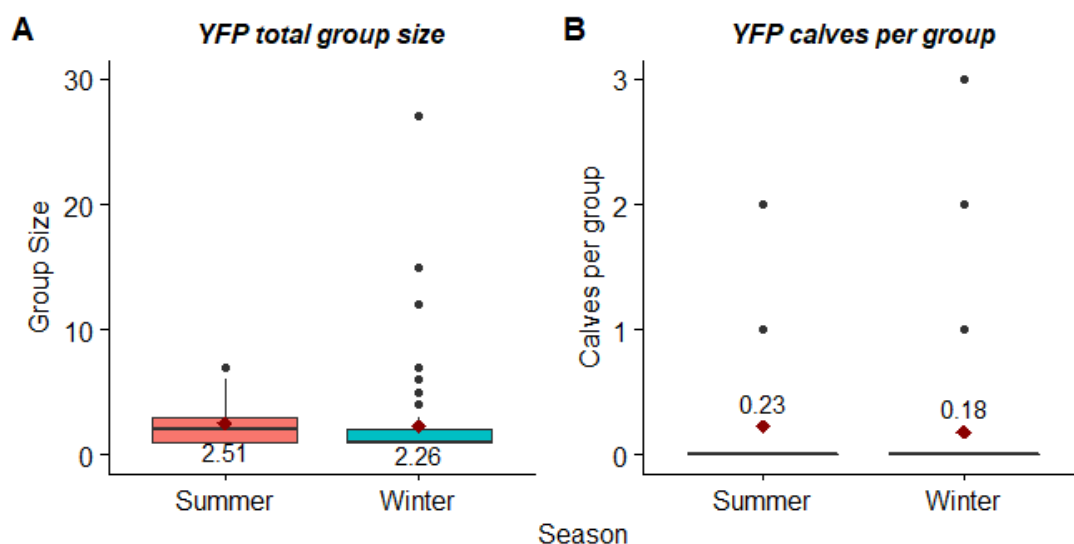 A YFP total group size
Group Size
30
20
10
0
2.51
2.26
Summer Winter
B YFP calves per group
Calves per group
3
2
1
0
0.23
0.18
Summer Winter
Season